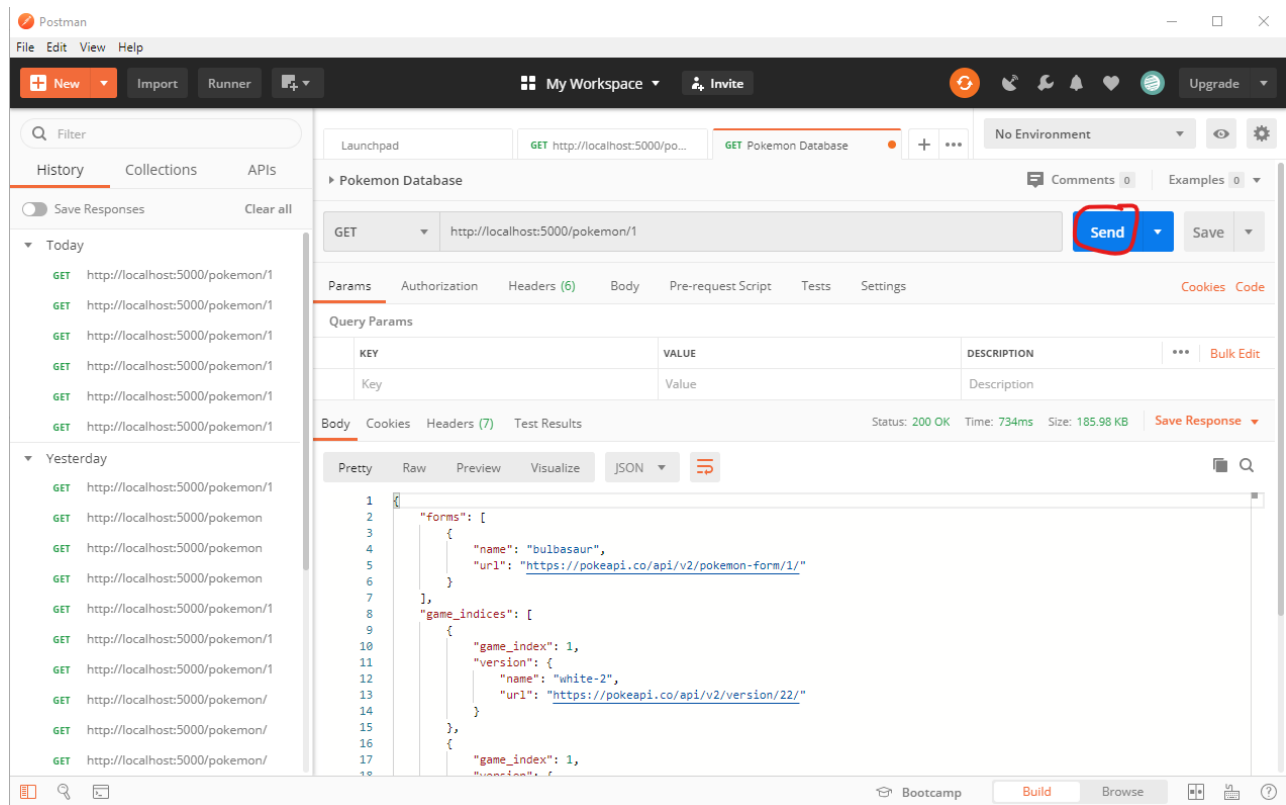 Postman
File Edit View Help
New Import Runner My Workspace Invite Upgrade
Filter
History Collections APIs
Save Responses Clear all
Today
GET http://localhost:5000/pokemon/1
GET http://localhost:5000/pokemon/1
GET http://localhost:5000/pokemon/1
GET http://localhost:5000/pokemon/1
GET http://localhost:5000/pokemon/1
GET http://localhost:5000/pokemon/1
Yesterday
GET http://localhost:5000/pokemon/1
GET http://localhost:5000/pokemon
GET http://localhost:5000/pokemon
GET http://localhost:5000/pokemon
GET http://localhost:5000/pokemon/1
GET http://localhost:5000/pokemon/1
GET http://localhost:5000/pokemon/1
GET http://localhost:5000/pokemon/
GET http://localhost:5000/pokemon/
GET http://localhost:5000/pokemon/
Launchpad GET http://localhost:5000/po... GET Pokemon Database No Environment
Pokemon Database Comments 0 Examples 0
GET http://localhost:5000/pokemon/1 Send Save
Params Authorization Headers (6) Body Pre-request Script Tests Settings Cookies Code
Query Params
KEY VALUE DESCRIPTION Bulk Edit
Key Value Description
Body Cookies Headers (7) Test Results Status: 200 OK Time: 734ms Size: 185.98 KB Save Response
Pretty Raw Preview Visualize JSON
1 {
2 "forms": [
3 {
4 "name": "bulbasaur",
5 "url": "https://pokeapi.co/api/v2/pokemon-form/1/"
6 }
7 ],
8 "game_indices": [
9 {
10 "game_index": 1,
11 "version": {
12 "name": "white-2",
13 "url": "https://pokeapi.co/api/v2/version/22/"
14 }
15 },
16 {
17 "game_index": 1,
18 "version": {
Bootcamp Build Browse